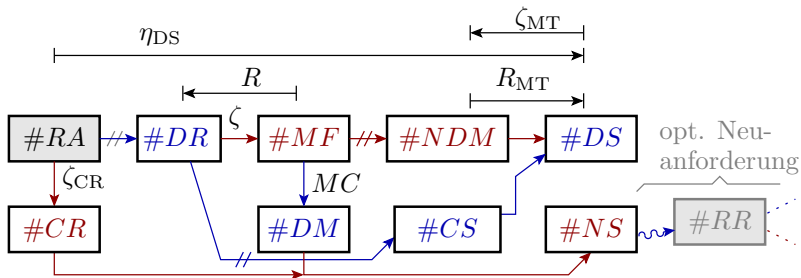 ζMT
ηDS
R
RMT
#RA
#DR
ζ
#MF
#NDM
#DS
opt. Neu-
anforderung
ζCR
MC
#CR
#DM
#CS
#NS
#RR